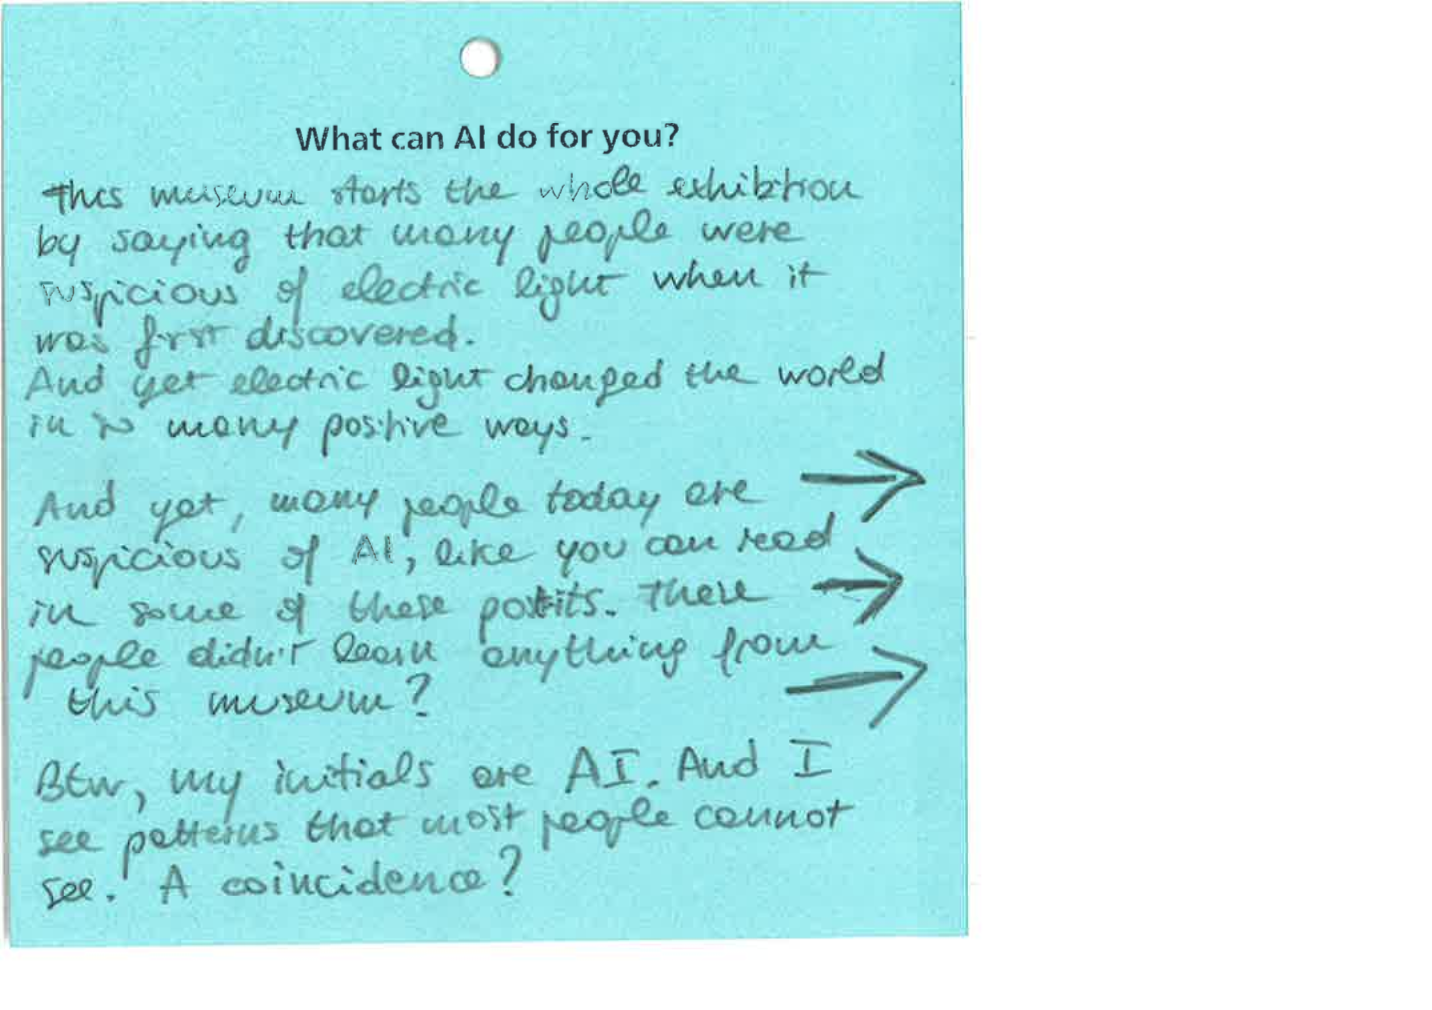 What can AI do for you?
This museum starts the whole exhibition
by saying that many people were
suspicious of electric light when it
was first discovered.
And yet electric light changed the world
in so many positive ways.
And yet, many people today are →
suspicious of AI, like you can read
in some of these postits. These →
people didn't learn anything from
this museum? →
Btw, my initials are AI. And I
see patterns that most people cannot
see. A coincidence?